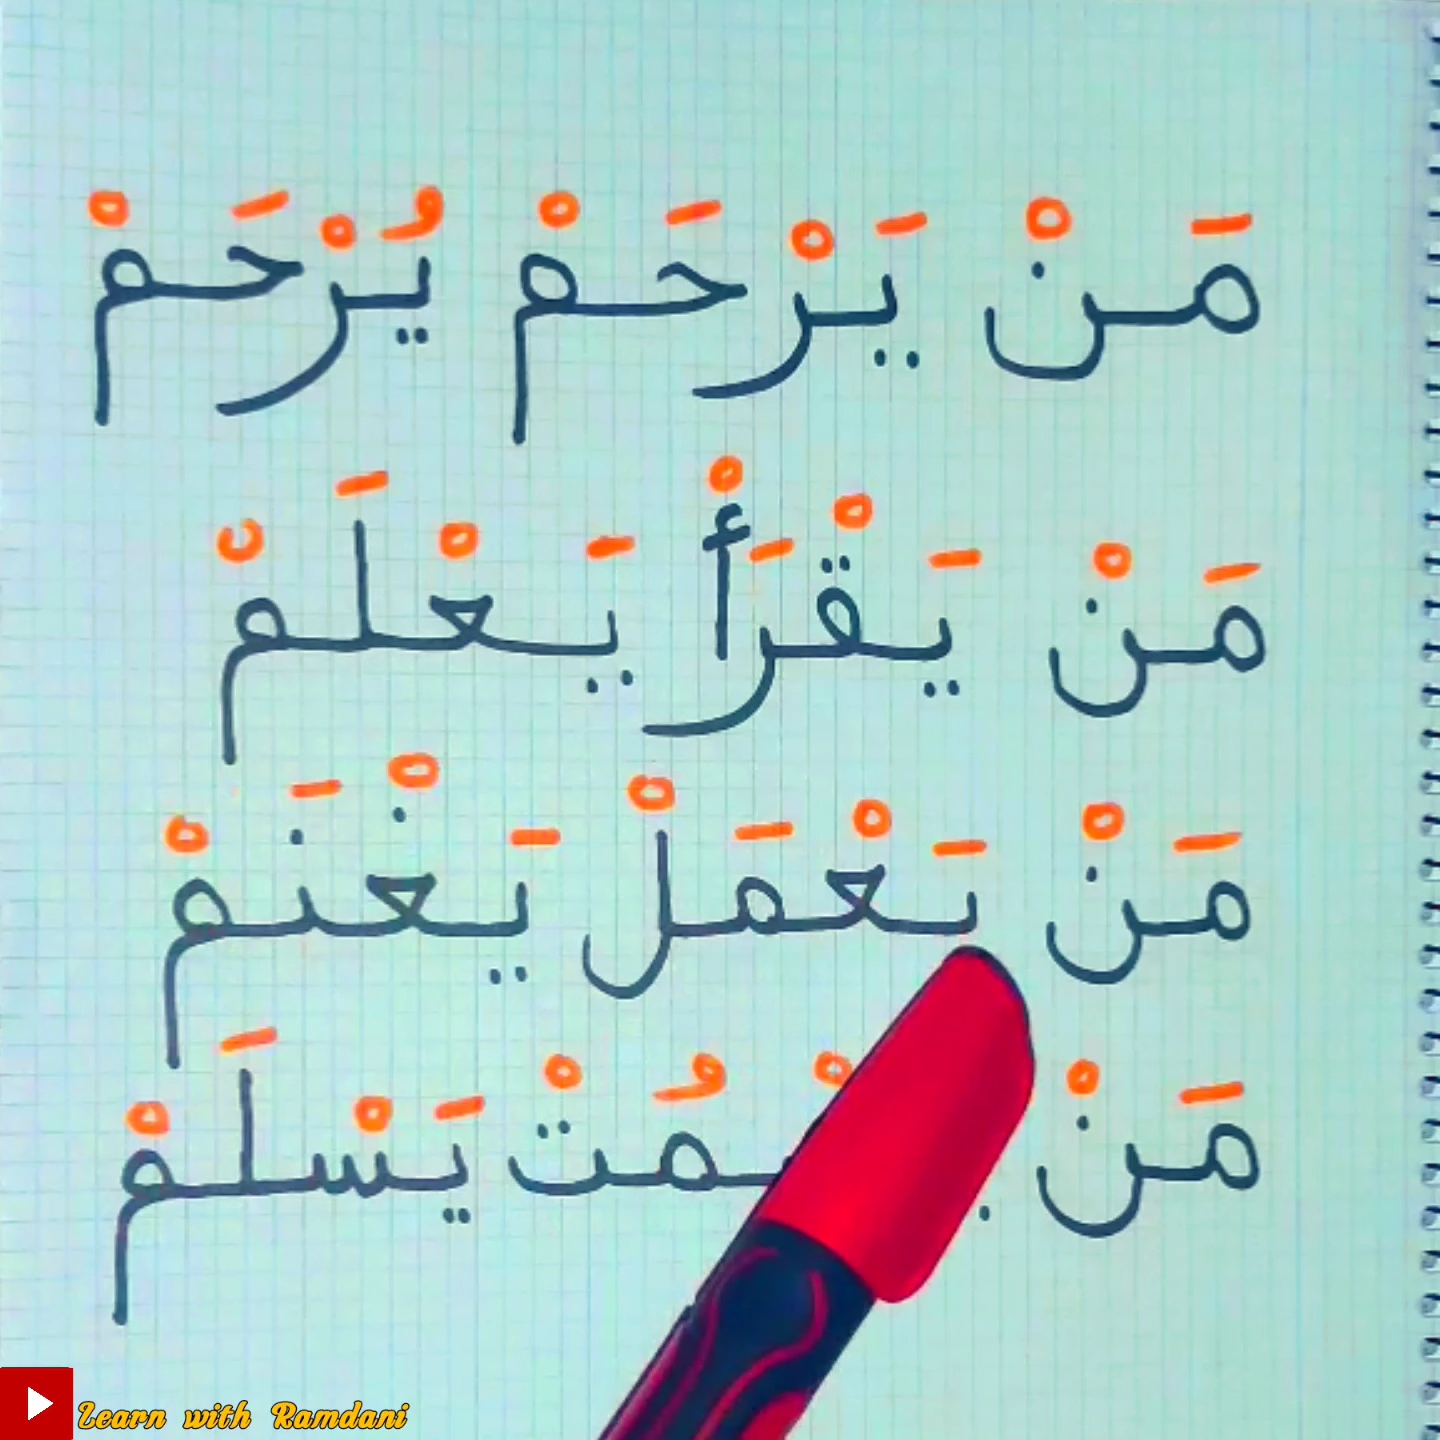 مَنْ يَرْحَمْ يُرْحَمْ
مَنْ يَقْرَأْ يَعْلَمْ
مَنْ يَعْمَلْ يَغْنَمْ
مَنْ يَسْلَمْ
Learn with Ramdani